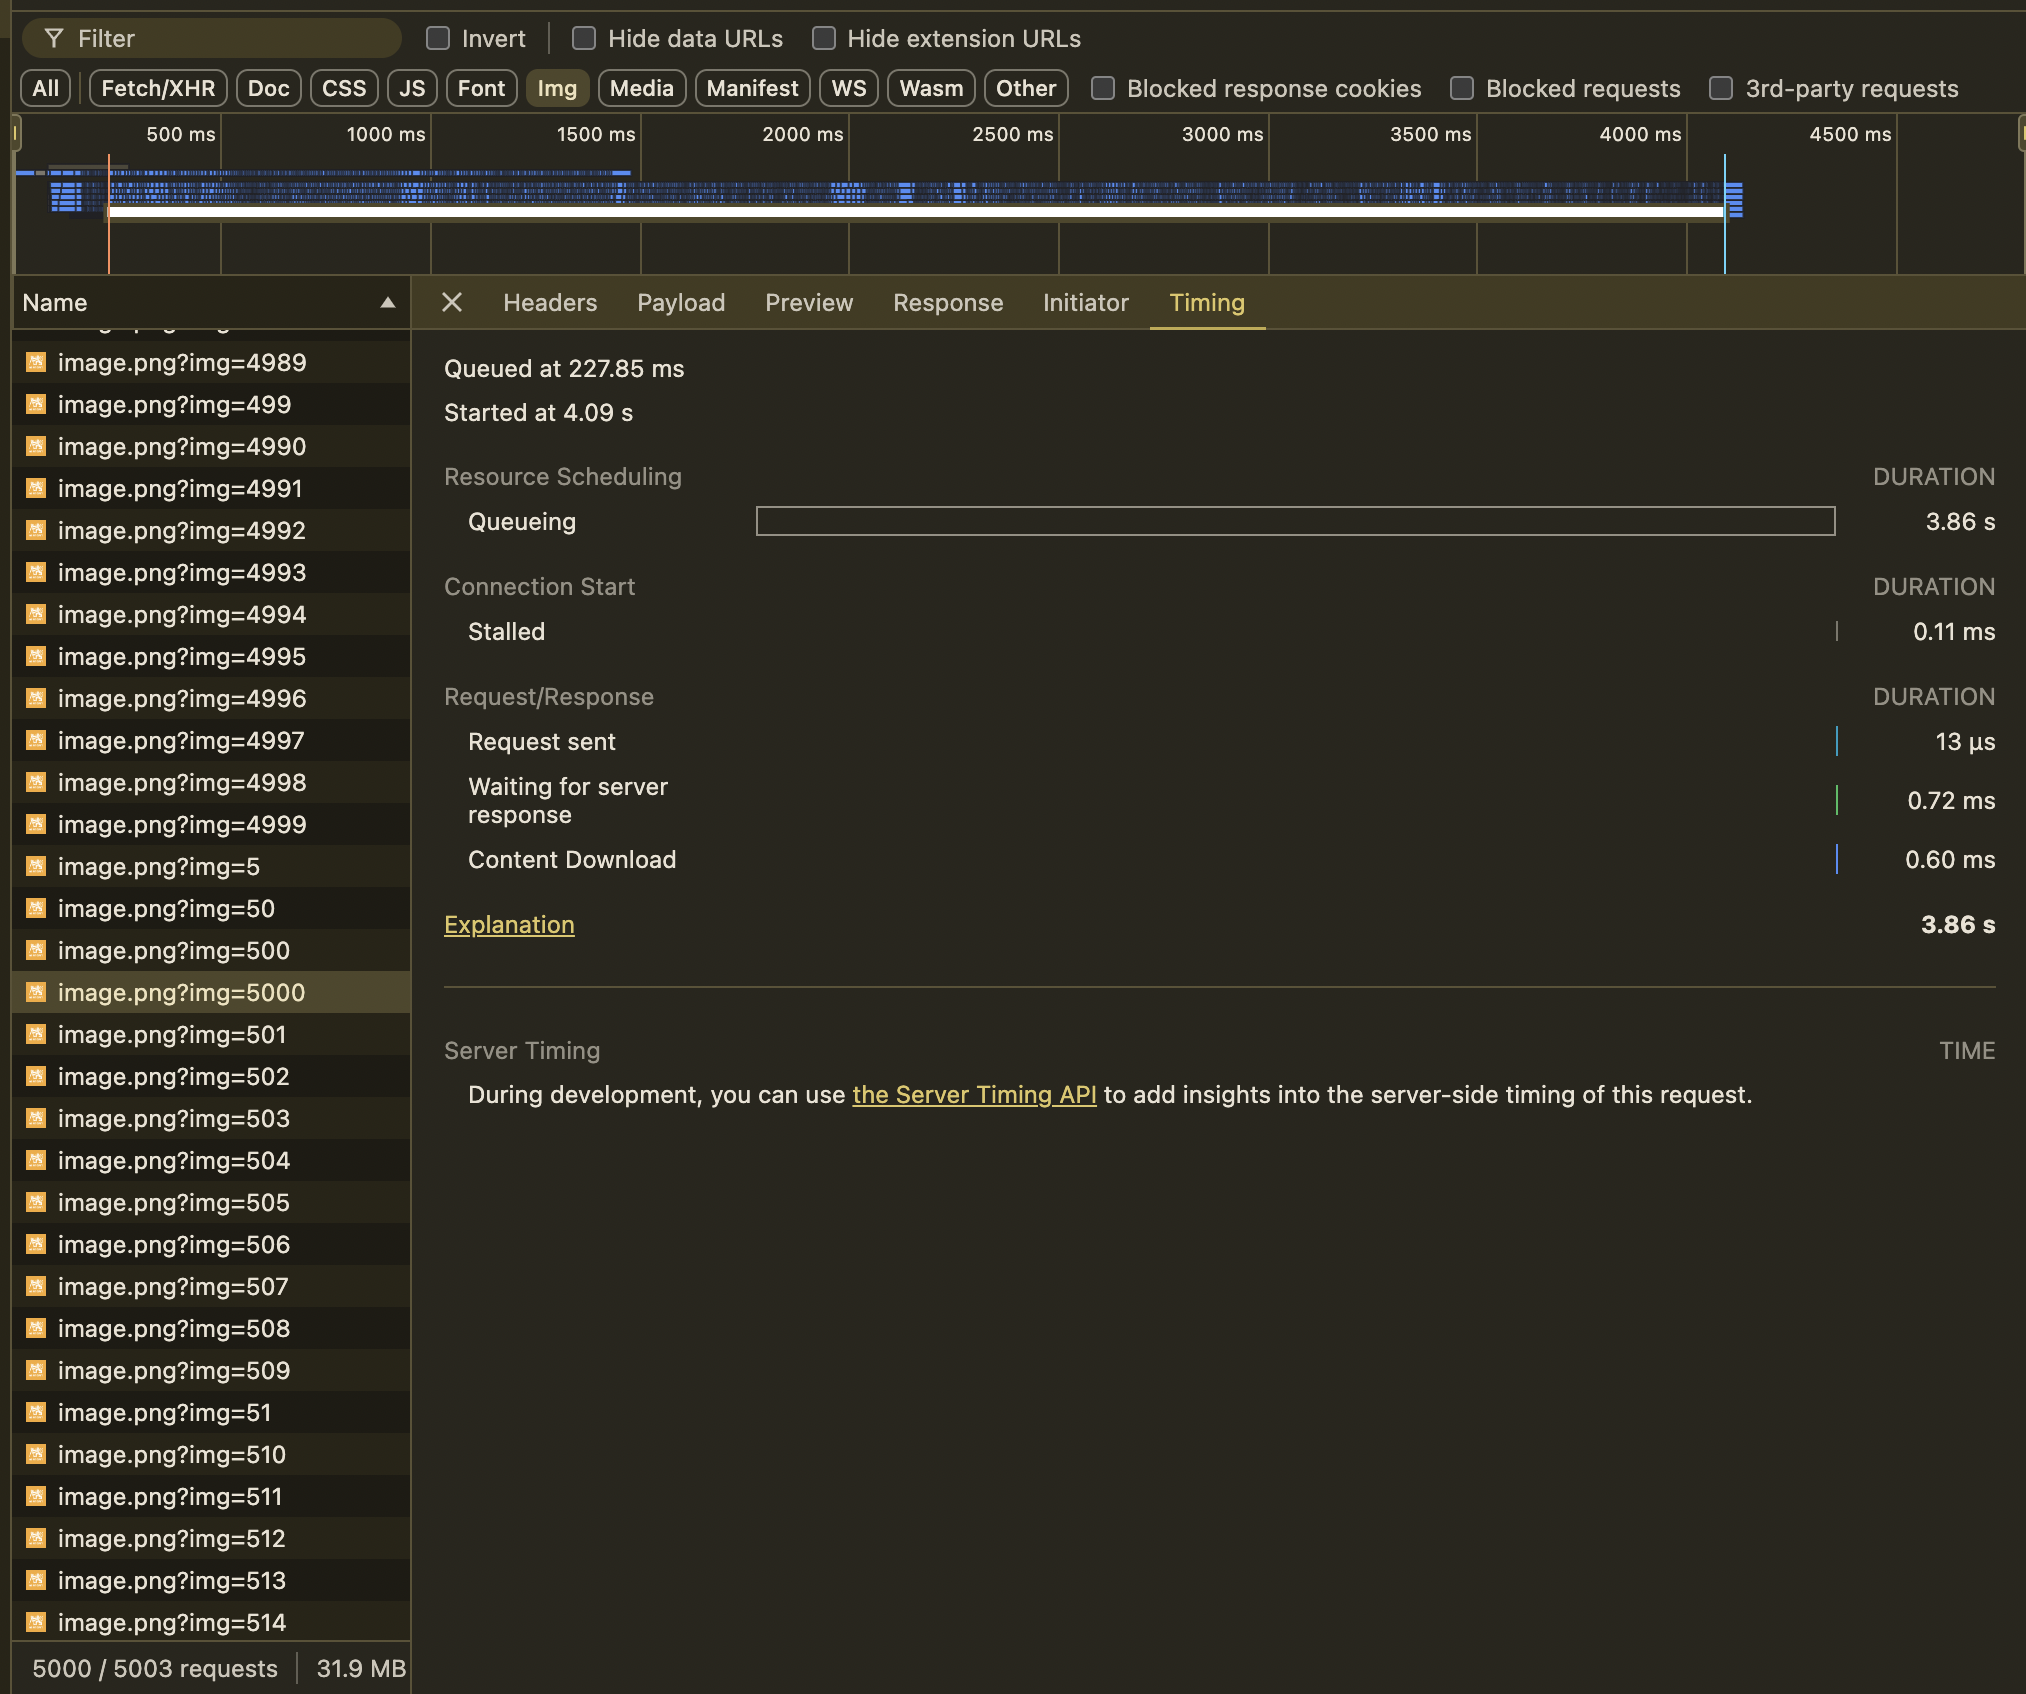 Filter Invert Hide data URLs Hide extension URLs
All Fetch/XHR Doc CSS JS Font Img Media Manifest WS Wasm Other Blocked response cookies Blocked requests 3rd-party requests
500 ms 1000 ms 1500 ms 2000 ms 2500 ms 3000 ms 3500 ms 4000 ms 4500 ms
Name
image.png?img=4989
image.png?img=499
image.png?img=4990
image.png?img=4991
image.png?img=4992
image.png?img=4993
image.png?img=4994
image.png?img=4995
image.png?img=4996
image.png?img=4997
image.png?img=4998
image.png?img=4999
image.png?img=5
image.png?img=50
image.png?img=500
image.png?img=5000
image.png?img=501
image.png?img=502
image.png?img=503
image.png?img=504
image.png?img=505
image.png?img=506
image.png?img=507
image.png?img=508
image.png?img=509
image.png?img=51
image.png?img=510
image.png?img=511
image.png?img=512
image.png?img=513
image.png?img=514
5000 / 5003 requests 31.9 MB
Headers Payload Preview Response Initiator Timing
Queued at 227.85 ms
Started at 4.09 s
Resource Scheduling DURATION
Queueing 3.86 s
Connection Start DURATION
Stalled 0.11 ms
Request/Response DURATION
Request sent 13 μs
Waiting for server
response 0.72 ms
Content Download 0.60 ms
Explanation 3.86 s
Server Timing TIME
During development, you can use the Server Timing API to add insights into the server-side timing of this request.